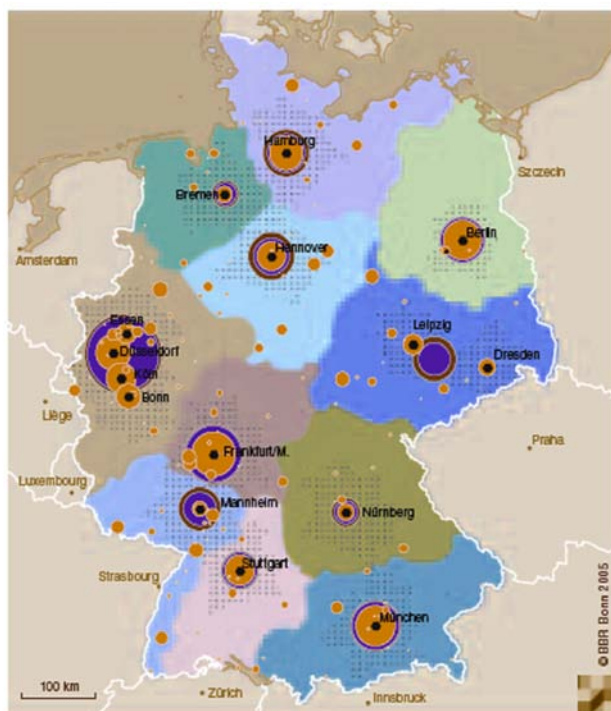 Hamburg
Szczecin
Bremen
Berlin
Hannover
Amsterdam
Essen
Leipzig
Düsseldorf
Dresden
Köln
Bonn
Liège
Praha
Frankfurt/M.
Luxembourg
Mannheim
Nürnberg
Stuttgart
Strasbourg
München
© BBR Bonn 2005
100 km
Zürich
Innsbruck